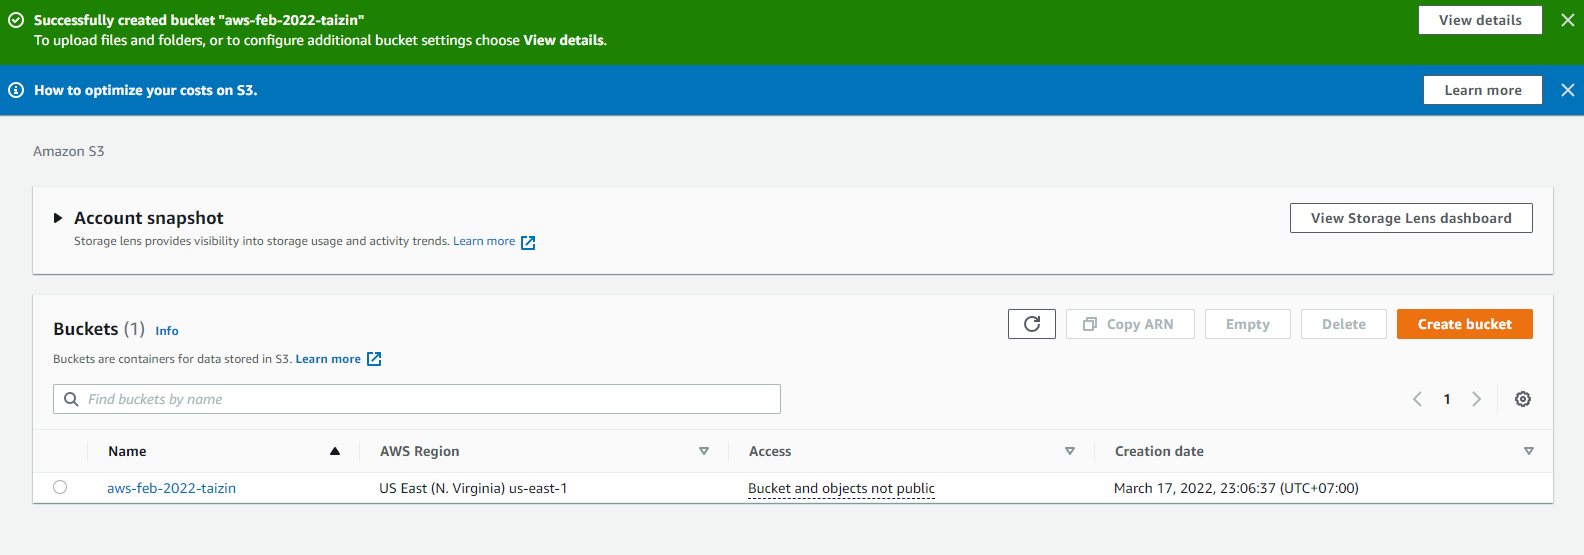 Successfully created bucket "aws-feb-2022-taizin"
To upload files and folders, or to configure additional bucket settings choose View details.
View details
How to optimize your costs on S3.
Learn more
Amazon S3
Account snapshot
Storage lens provides visibility into storage usage and activity trends. Learn more
View Storage Lens dashboard
Buckets (1) Info
Buckets are containers for data stored in S3. Learn more
Copy ARN
Empty
Delete
Create bucket
Find buckets by name
1
Name AWS Region Access Creation date
aws-feb-2022-taizin US East (N. Virginia) us-east-1 Bucket and objects not public March 17, 2022, 23:06:37 (UTC+07:00)